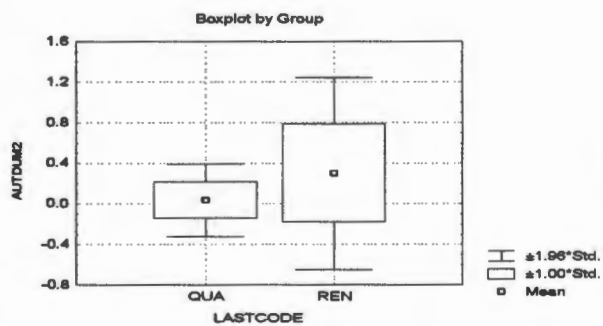 Boxplot by Group
1.6
1.2
0.8
0.4
0.0
-0.4
-0.8
AUTDUM2
QUA REN
LASTCODE
±1.96*Std.
±1.00*Std.
Mean